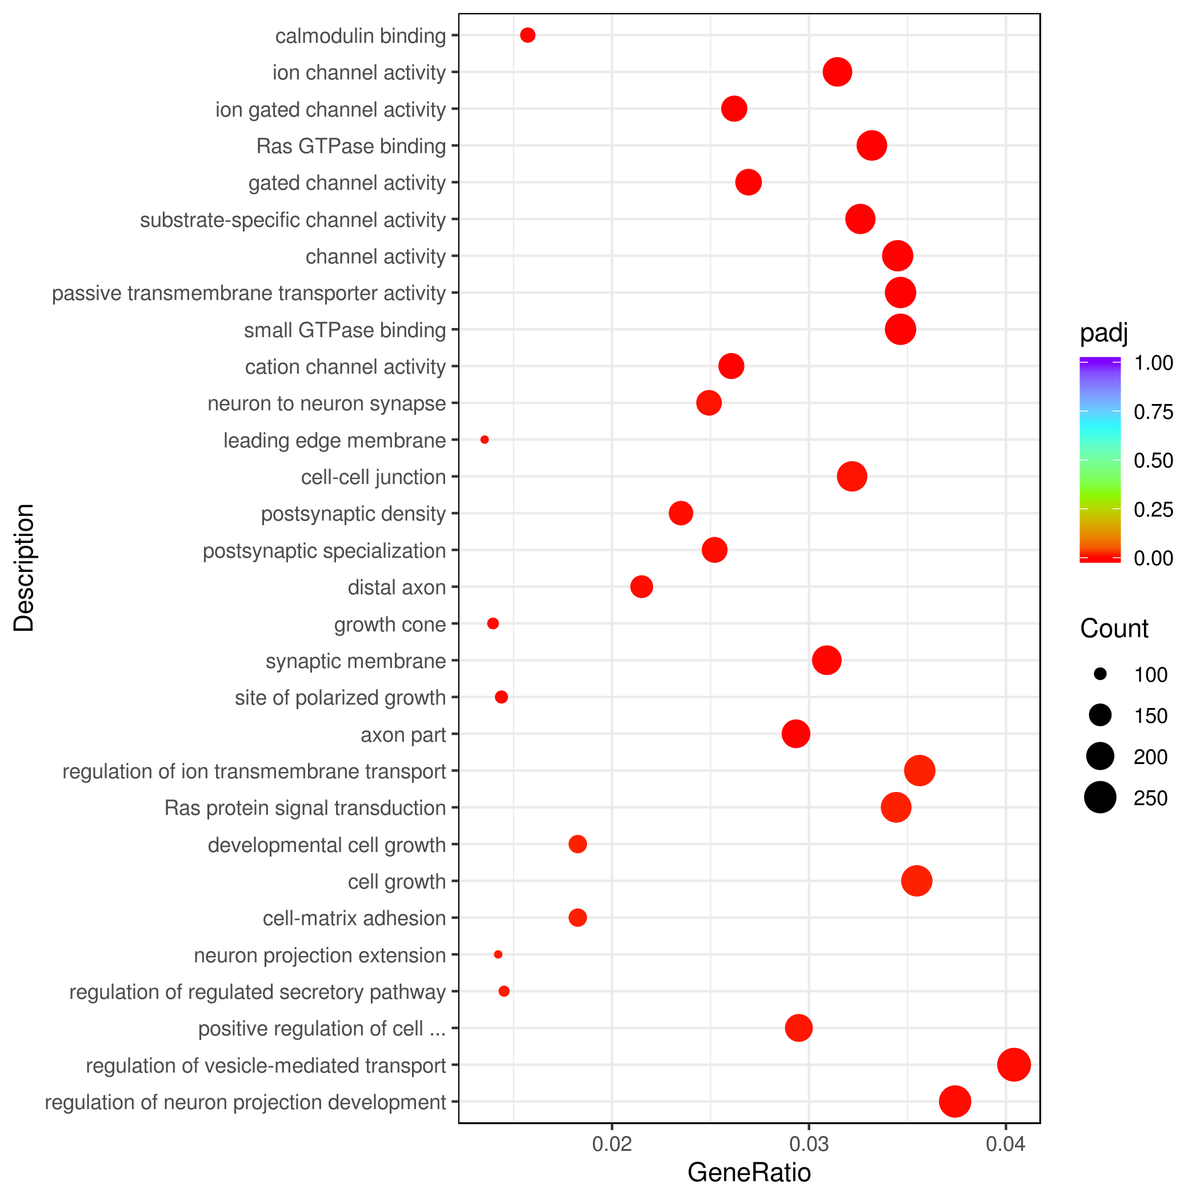 calmodulin binding
ion channel activity
ion gated channel activity
Ras GTPase binding
gated channel activity
substrate-specific channel activity
channel activity
passive transmembrane transporter activity
small GTPase binding
cation channel activity
neuron to neuron synapse
leading edge membrane
cell-cell junction
postsynaptic density
postsynaptic specialization
distal axon
growth cone
synaptic membrane
site of polarized growth
axon part
regulation of ion transmembrane transport
Ras protein signal transduction
developmental cell growth
cell growth
cell-matrix adhesion
neuron projection extension
regulation of regulated secretory pathway
positive regulation of cell ...
regulation of vesicle-mediated transport
regulation of neuron projection development
Description
0.02 0.03 0.04
GeneRatio
padj
1.00
0.75
0.50
0.25
0.00
Count
100
150
200
250